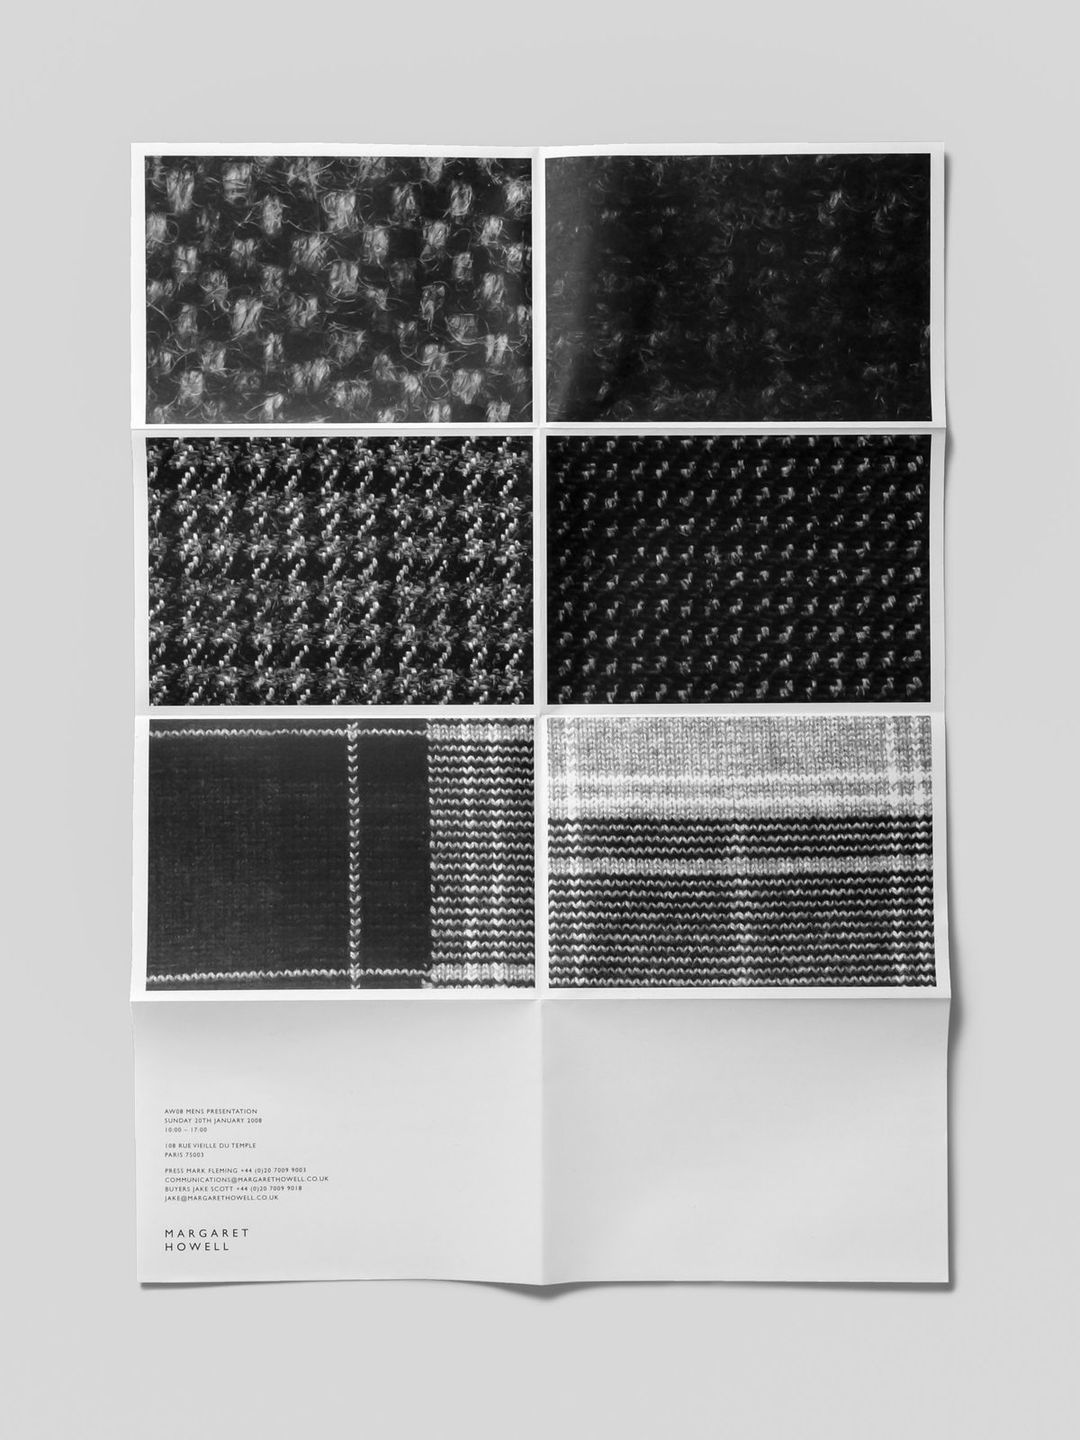 AW08 MENS PRESENTATION
SUNDAY 20TH JANUARY 2008
10:00 – 17:00
108 RUE VIEILLE DU TEMPLE
PARIS 75003
PRESS MARK FLEMING +44 (0)20 7009 9003
COMMUNICATIONS@MARGARETHOWELL.CO.UK
BUYERS JAKE SCOTT +44 (0)20 7009 9018
JAKE@MARGARETHOWELL.CO.UK
MARGARET
HOWELL